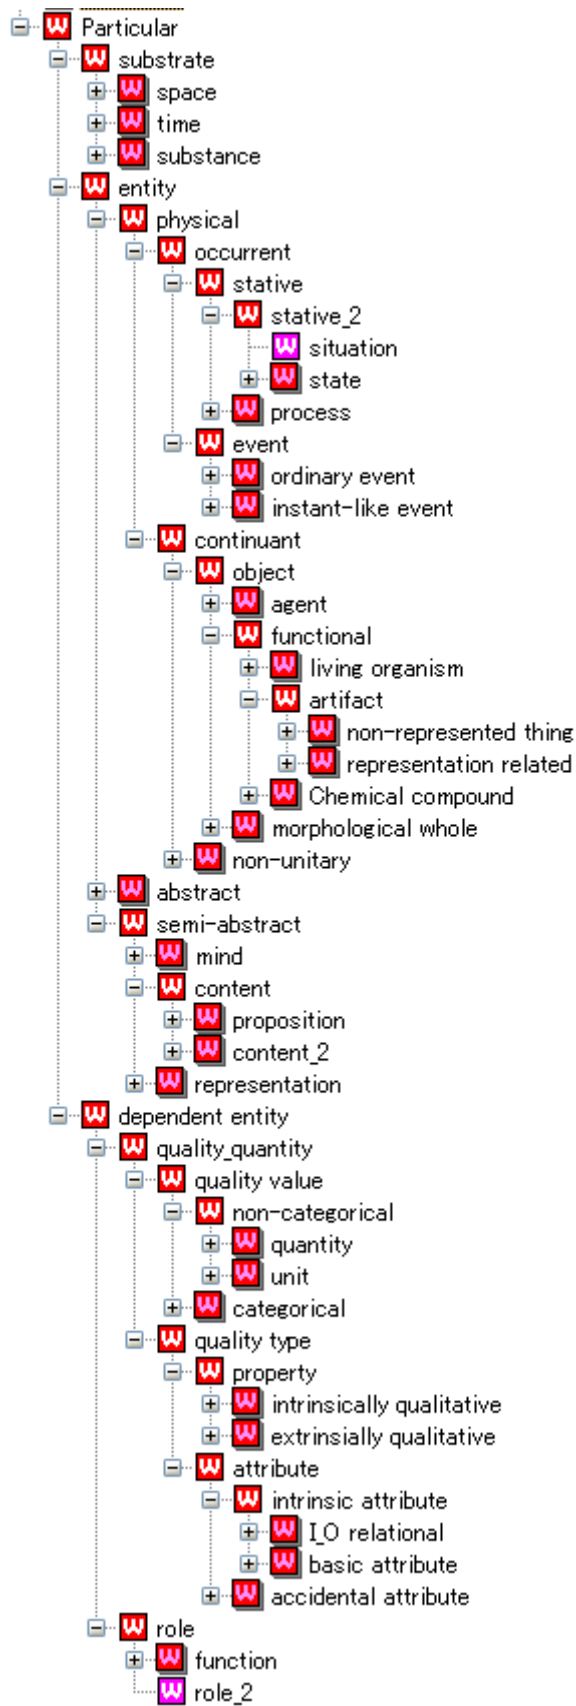 Particular
substrate
space
time
substance
entity
physical
occurrent
stative
stative_2
situation
state
process
event
ordinary event
instant-like event
continuant
object
agent
functional
living organism
artifact
non-represented thing
representation related
Chemical compound
morphological whole
non-unitary
abstract
semi-abstract
mind
content
proposition
content_2
representation
dependent entity
quality_quantity
quality value
non-categorical
quantity
unit
categorical
quality type
property
intrinsically qualitative
extrinsially qualitative
attribute
intrinsic attribute
I_O relational
basic attribute
accidental attribute
role
function
role_2